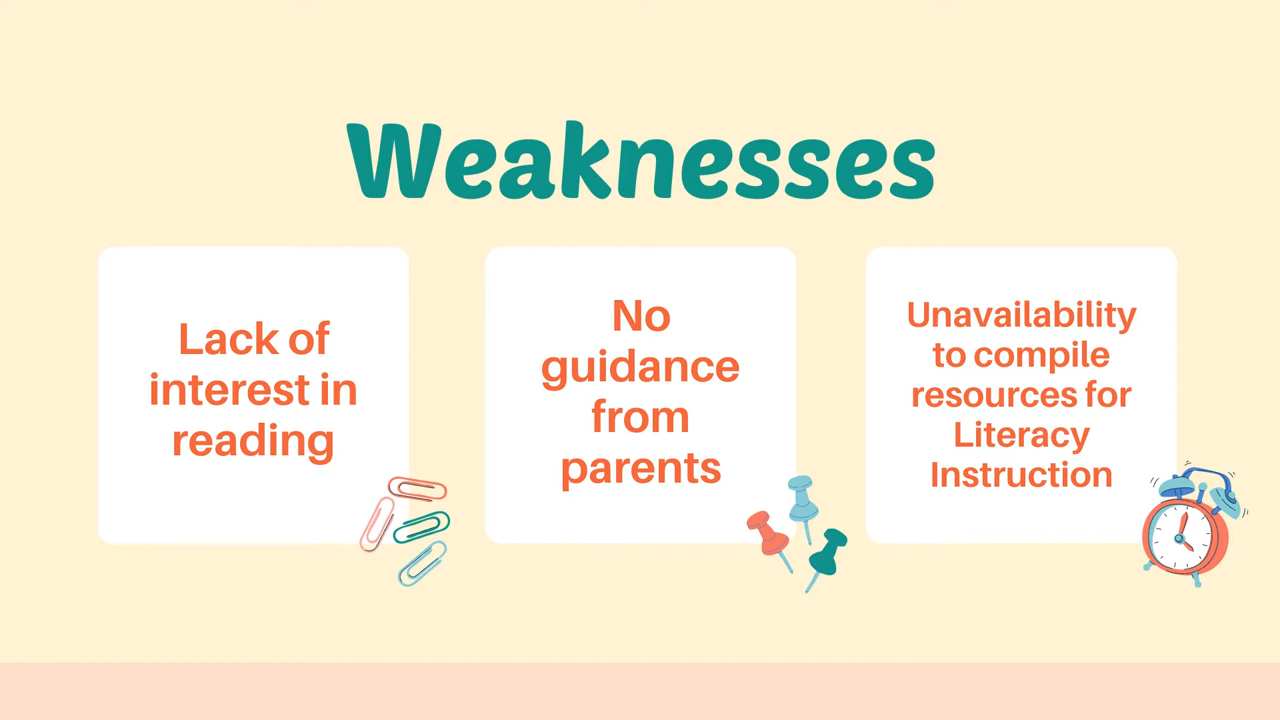 Weaknesses
Lack of
interest in
reading
No
guidance
from
parents
Unavailability
to compile
resources for
Literacy
Instruction